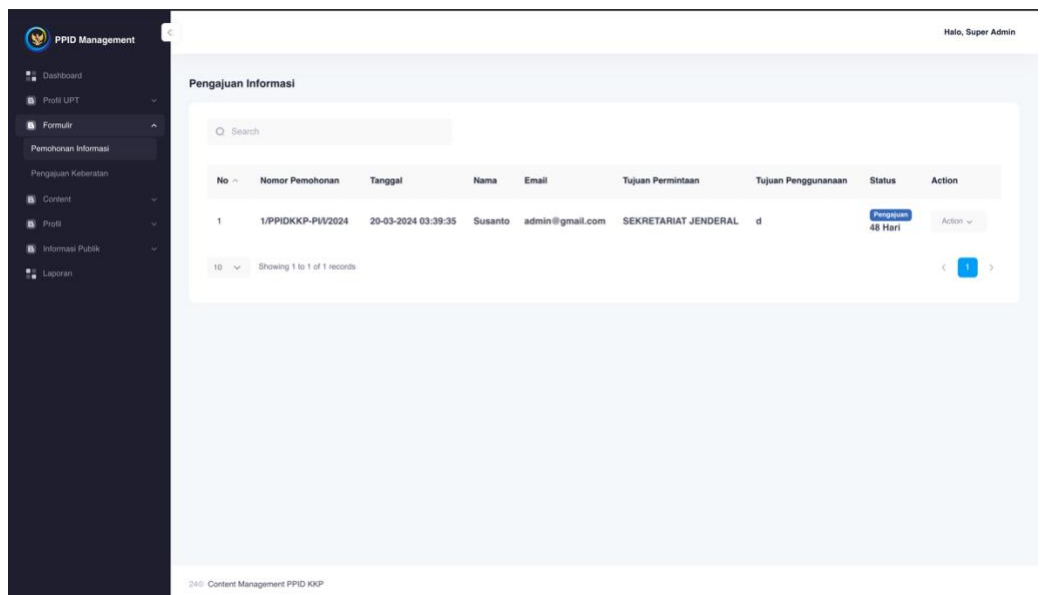 PPID Management
Halo, Super Admin
Dashboard
Profil UPT
Formulir
Pemohonan Informasi
Pengajuan Keberatan
Content
Profil
Informasi Publik
Laporan
Pengajuan Informasi
Search
No Nomor Pemohonan Tanggal Nama Email Tujuan Permintaan Tujuan Penggunanaan Status Action
1 1/PPIDKKP-PI/I/2024 20-03-2024 03:39:35 Susanto admin@gmail.com SEKRETARIAT JENDERAL d Pengajuan Action
48 Hari
10 Showing 1 to 1 of 1 records 1
240 Content Management PPID KKP